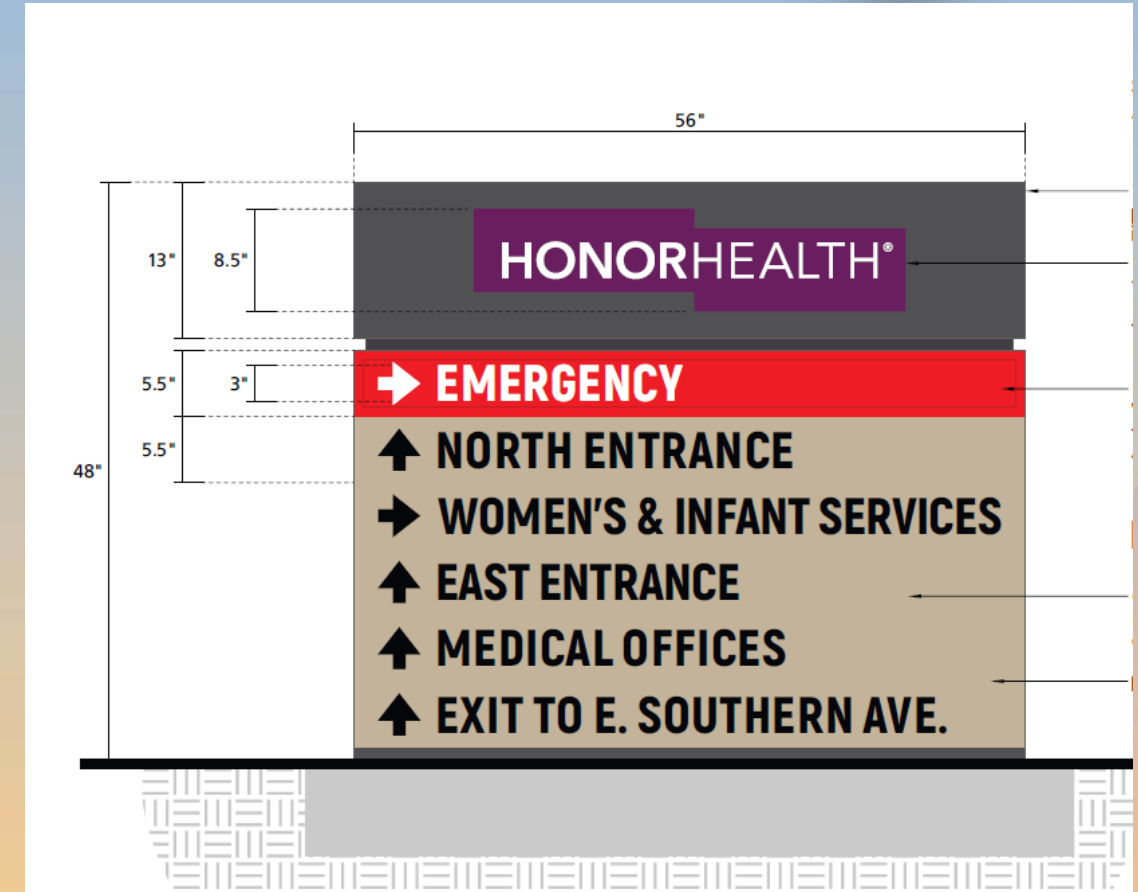 56"
13"
8.5"
HONORHEALTH®
5.5"
3"
EMERGENCY
5.5"
NORTH ENTRANCE
48"
WOMEN'S & INFANT SERVICES
EAST ENTRANCE
MEDICAL OFFICES
EXIT TO E. SOUTHERN AVE.